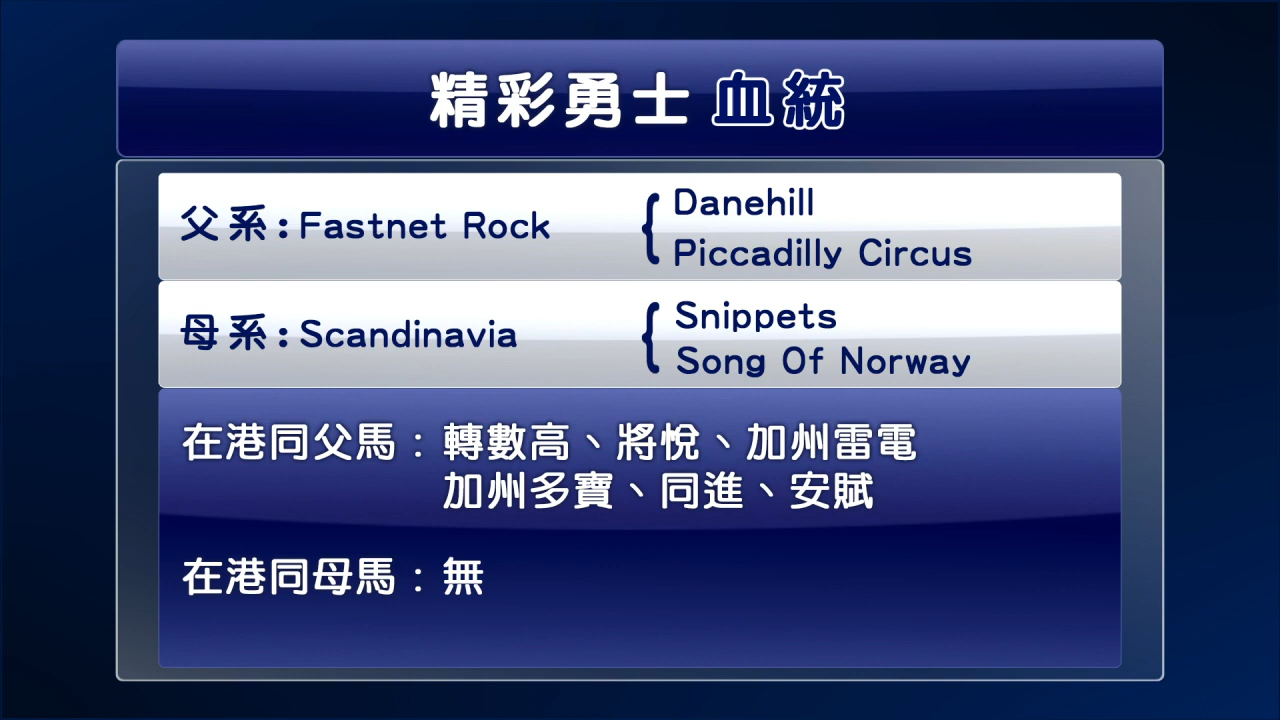 精彩勇士 血統
父系：Fastnet Rock { Danehill
Piccadilly Circus
母系：Scandinavia { Snippets
Song Of Norway
在港同父馬：轉數高、將悅、加州雷電
加州多寶、同進、安賦
在港同母馬：無